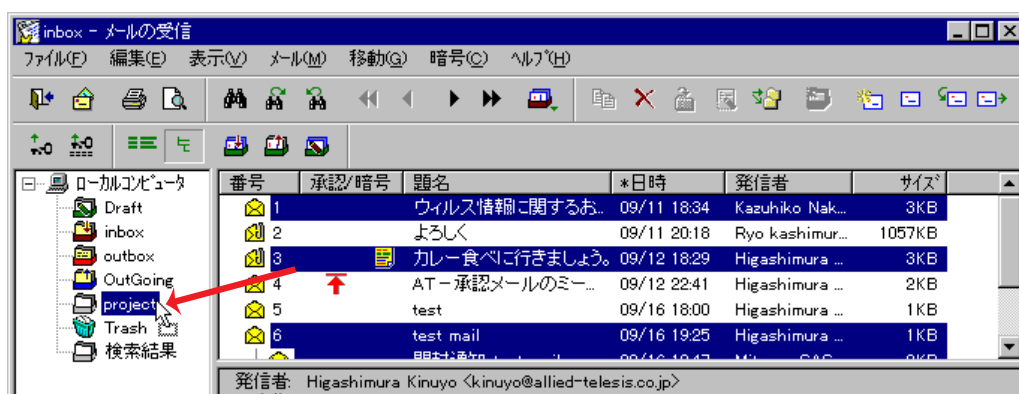 inbox - メールの受信
ファイル(F) 編集(E) 表示(V) メール(M) 移動(G) 暗号(C) ヘルプ(H)
ローカルコンピュータ
Draft
inbox
outbox
OutGoing
project
Trash
検索結果
番号 承認/暗号 題名 *日時 発信者 サイズ
1 ウィルス情報に関するお... 09/11 18:34 Kazuhiko Nak... 3KB
2 よろしく 09/11 20:18 Ryo kashimur... 1057KB
3 カレー食べに行きましょう。 09/12 18:29 Higashimura ... 3KB
4 AT－承認メールのミー... 09/12 22:41 Higashimura ... 2KB
5 test 09/16 18:00 Higashimura ... 1KB
6 test mail 09/16 19:25 Higashimura ... 1KB
発信者: Higashimura Kinuyo <kinuyo@allied-telesis.co.jp>